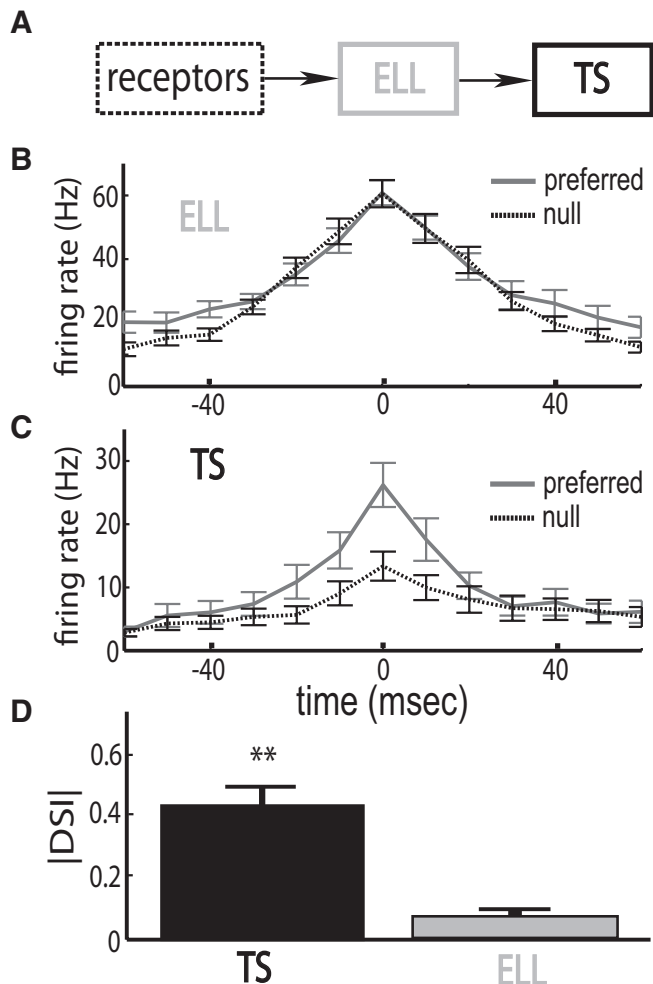 A
receptors
ELL
TS
B
firing rate (Hz)
60
40
20
0
ELL
preferred
null
-40
0
40
C
firing rate (Hz)
30
20
10
0
TS
preferred
null
-40
0
40
time (msec)
D
|DSI|
0.6
0.4
0.2
0
**
TS
ELL